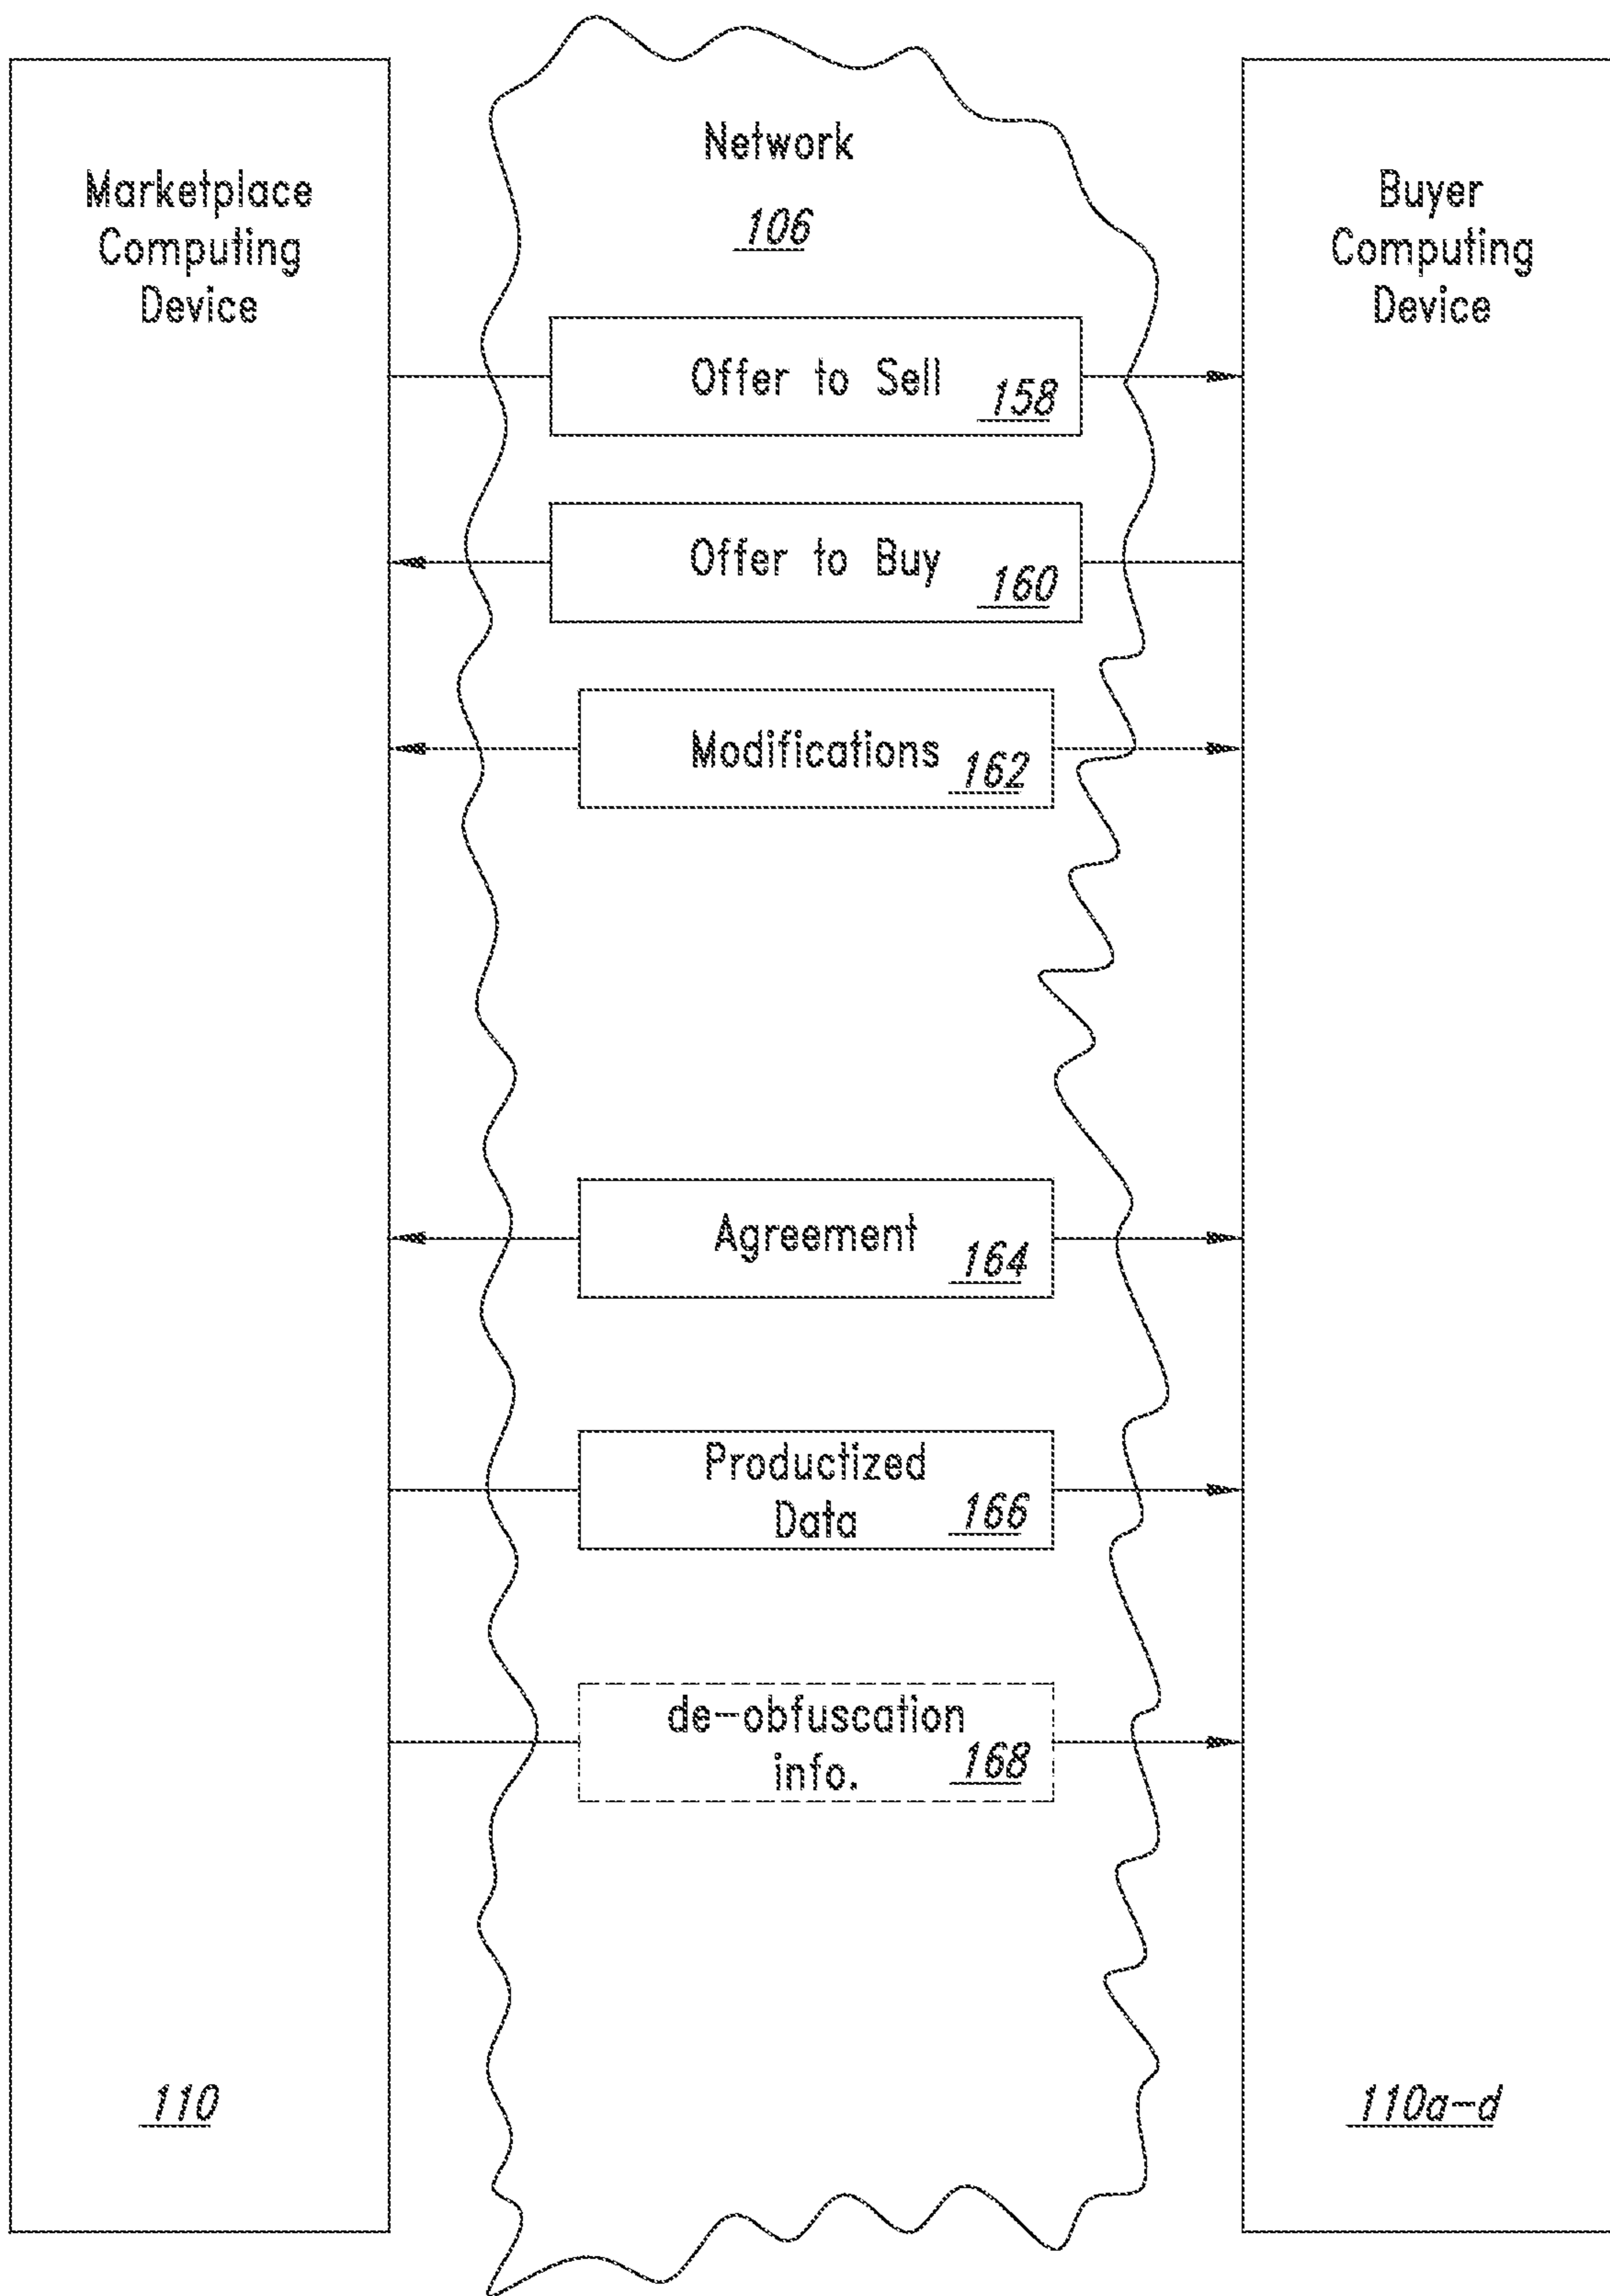 Marketplace
Computing
Device
110
Network
106
Offer to Sell 158
Offer to Buy 160
Modifications 162
Agreement 164
Productized
Data 166
de-obfuscation
info. 168
Buyer
Computing
Device
110a-d